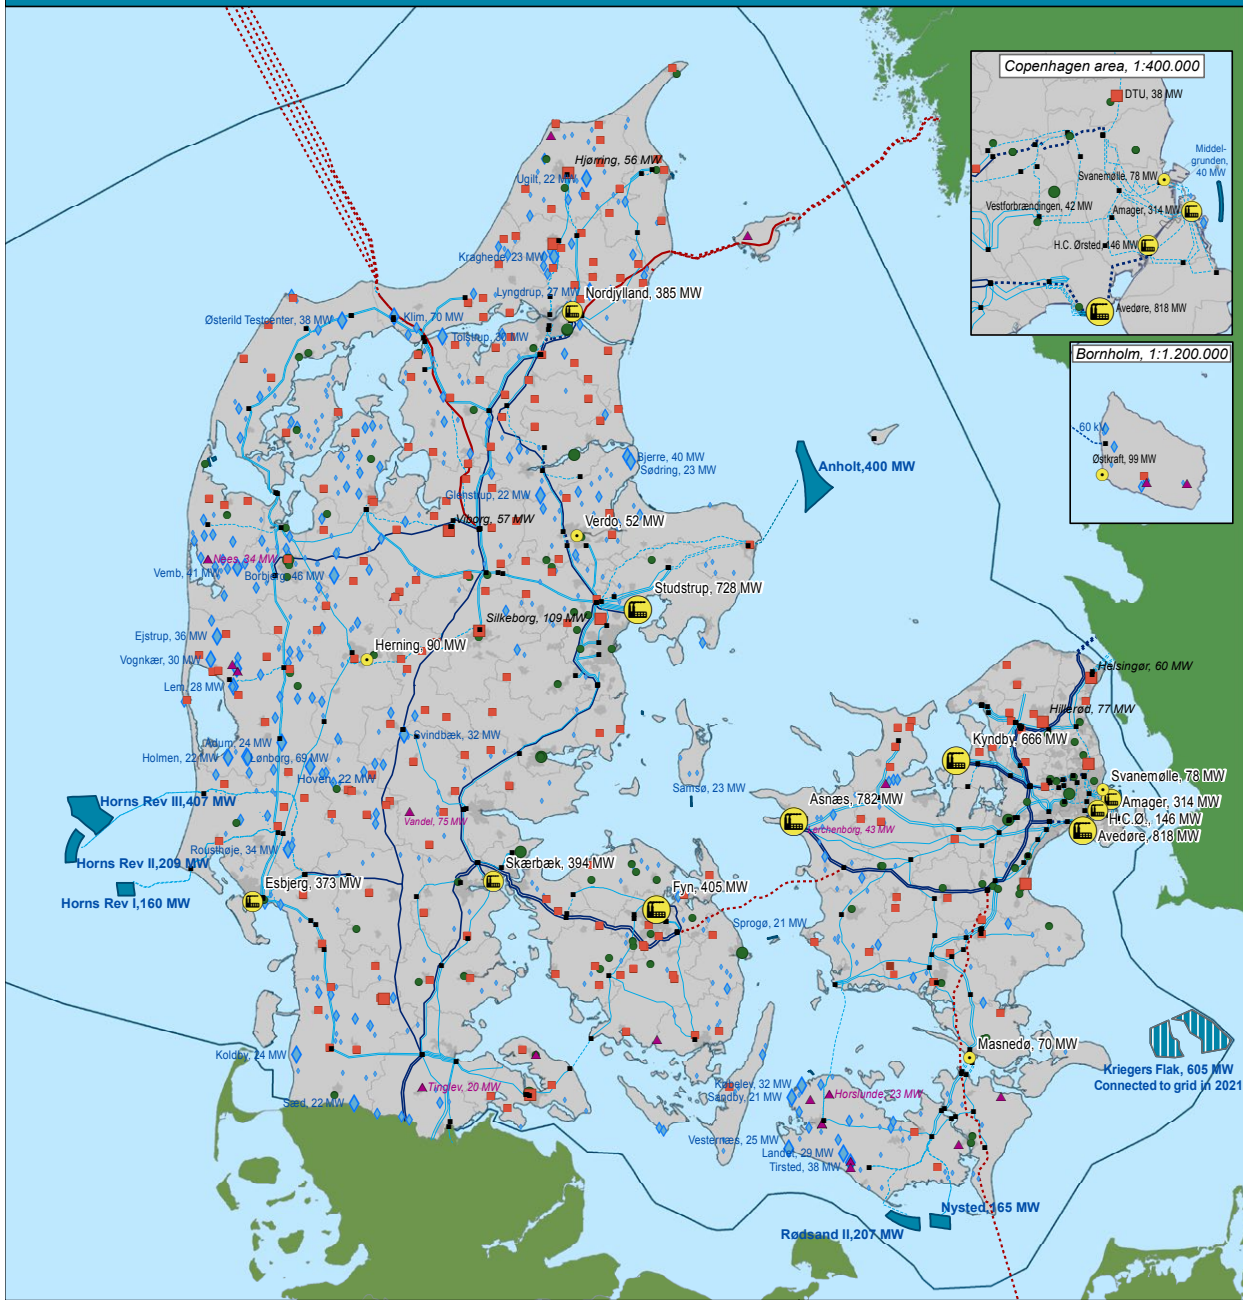 Copenhagen area, 1:400.000
DTU, 38 MW
Middel-
grunden,
40 MW
Svanemølle, 78 MW
Vestforbrændingen, 42 MW
Amager, 314 MW
H.C. Ørsted, 146 MW
Avedøre, 818 MW
Bornholm, 1:1.200.000
60 kV
Østkraft, 99 MW
Hjørring, 56 MW
Ugilt, 22 MW
Kraghede, 23 MW
Lyngdrup, 27 MW
Nordjylland, 385 MW
Østerild Testcenter, 38 MW
Klim, 70 MW
Tolstrup, 30 MW
Bjerre, 40 MW
Sødring, 23 MW
Anholt,400 MW
Glenstrup, 22 MW
Viborg, 57 MW
Verdo, 52 MW
Nees, 34 MW
Vemb, 41 MW
Borbjerg, 46 MW
Studstrup, 728 MW
Silkeborg, 109 MW
Ejstrup, 36 MW
Herning, 90 MW
Vognkær, 30 MW
Lem, 28 MW
Helsingør, 60 MW
Hillerød, 77 MW
Svindbæk, 32 MW
Adum, 24 MW
Holmen, 22 MW
Lønborg, 69 MW
Hoven, 22 MW
Kyndby, 666 MW
Samsø, 23 MW
Svanemølle, 78 MW
Asnæs, 782 MW
Amager, 314 MW
Horns Rev III,407 MW
Vandel, 75 MW
Lerchenborg, 43 MW
H.C.Ø., 146 MW
Avedøre, 818 MW
Rousthøje, 34 MW
Horns Rev II,209 MW
Skærbæk, 394 MW
Esbjerg, 373 MW
Fyn, 405 MW
Horns Rev I,160 MW
Sprogø, 21 MW
Masnedø, 70 MW
Koldby, 24 MW
Kriegers Flak, 605 MW
Connected to grid in 2021
Tinglev, 20 MW
Købelev, 32 MW
Sandby, 21 MW
Horslunde, 23 MW
Sæd, 22 MW
Vesternæs, 25 MW
Landet, 29 MW
Tirsted, 38 MW
Nysted,165 MW
Rødsand II,207 MW